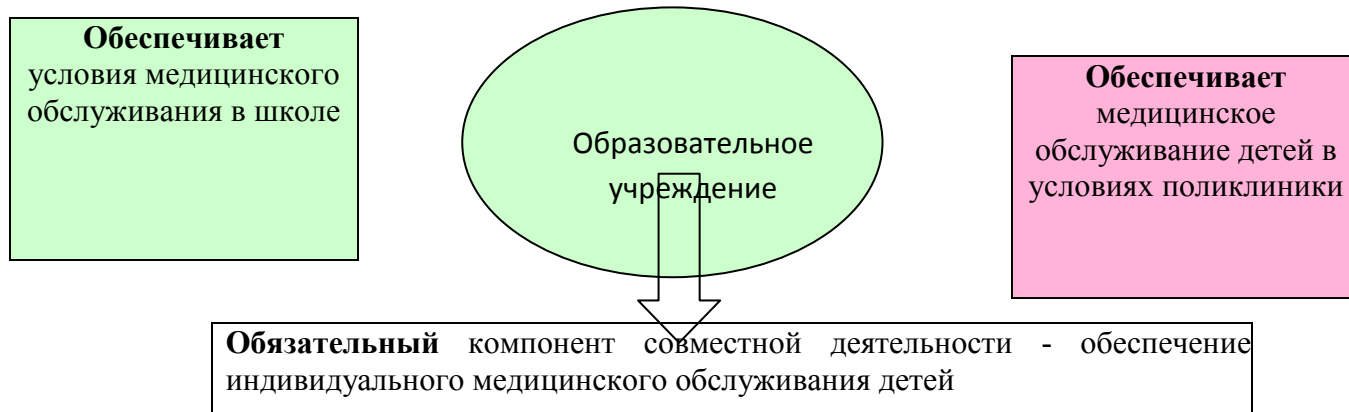 Обеспечивает
условия медицинского
обслуживания в школе
Образовательное
учреждение
Обеспечивает
медицинское
обслуживание детей в
условиях поликлиники
Обязательный компонент совместной деятельности - обеспечение
индивидуального медицинского обслуживания детей